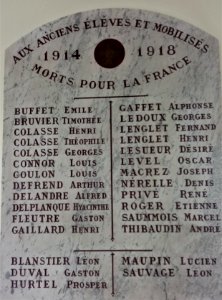 AUX ANCIENS ÉLÈVES ET MOBILISÉS
1914 1918
MORTS POUR LA FRANCE
BUFFET EMILE
BRUVIER TIMOTHÉE
COLASSE HENRI
COLASSE THÉOPHILE
COLASSE GEORGES
CONNOR LOUIS
GOULON LOUIS
DEFREND ARTHUR
DELANDRE ALFRED
DELPLANQUE HYACINTHE
FLEUTRE GASTON
GAILLARD HENRI
GAFFET ALPHONSE
LEDOUX GEORGES
LENGLET FERNAND
LENGLET HENRI
LESUEUR DÉSIRÉ
LEVEL OSCAR
MACREZ JOSEPH
NÉRELLE DENIS
PRIVÉ RENÉ
ROGER ETIENNE
SAUMMOIS MARCEL
THIBAUDIN ANDRÉ
BLANSTIER LÉON
DUVAL GASTON
HURTEL PROSPER
MAUPIN LUCIEN
SAUVAGE LÉON